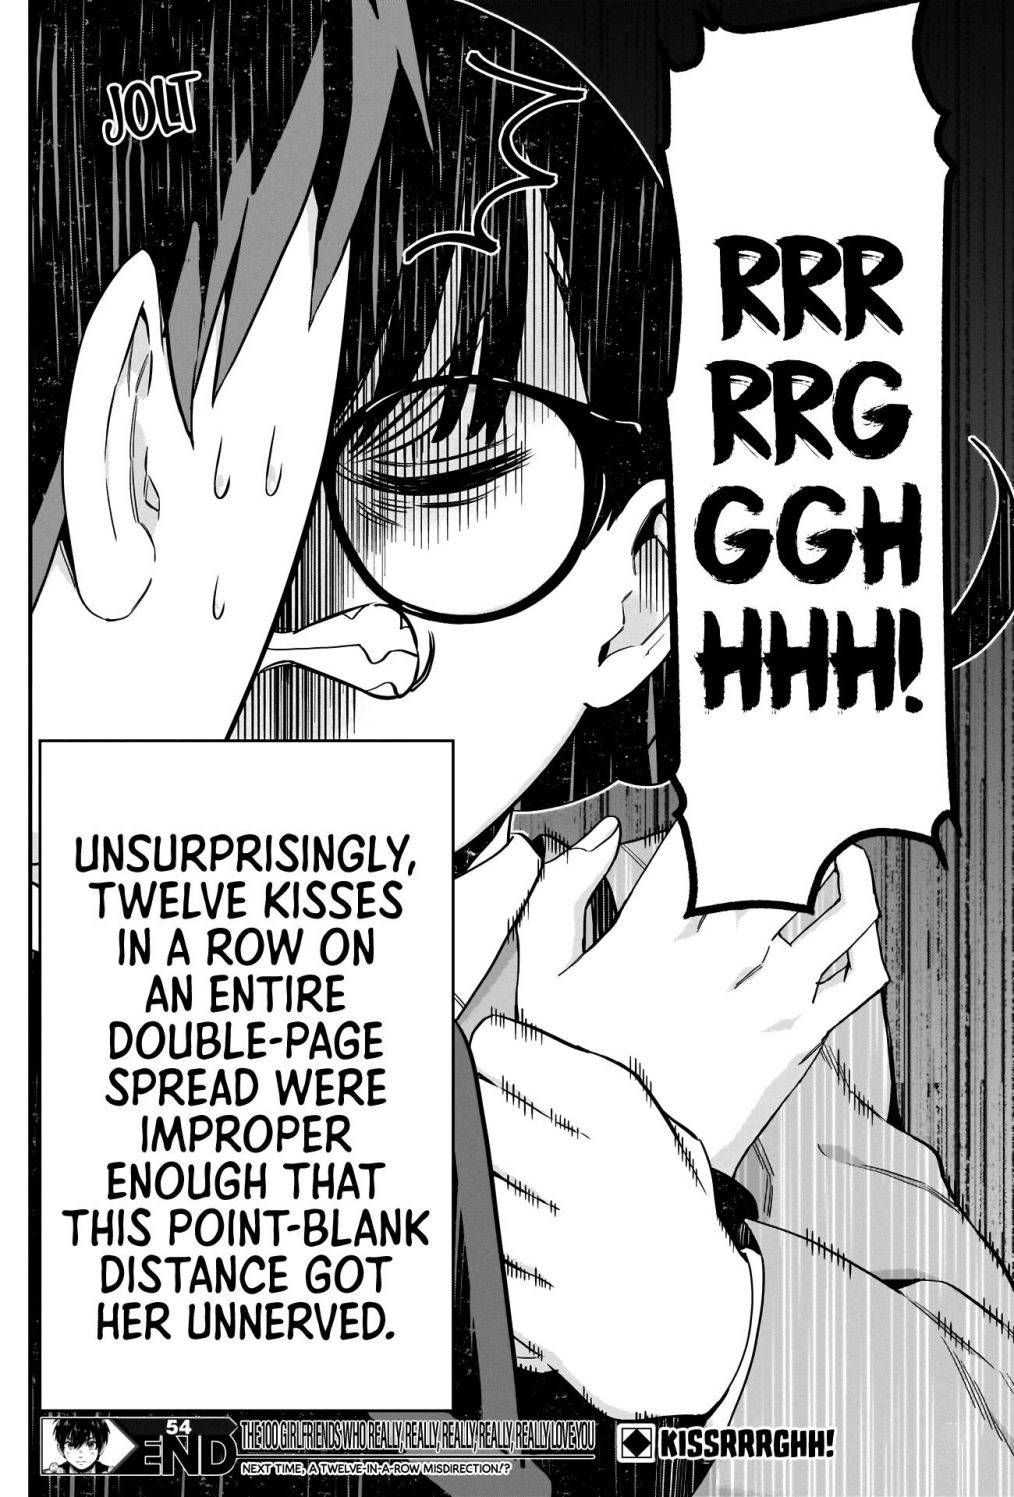 JOLT
RRR
RRG
GGH
HHH!
UNSURPRISINGLY,
TWELVE KISSES
IN A ROW ON
AN ENTIRE
DOUBLE-PAGE
SPREAD WERE
IMPROPER
ENOUGH THAT
THIS POINT-BLANK
DISTANCE GOT
HER UNNERVED.
54
END
THE 100 GIRLFRIENDS WHO REALLY, REALLY, REALLY, REALLY, REALLY LOVE YOU
NEXT TIME, A TWELVE-IN-A-ROW MISDIRECTION!?
KISSRRRGHH!